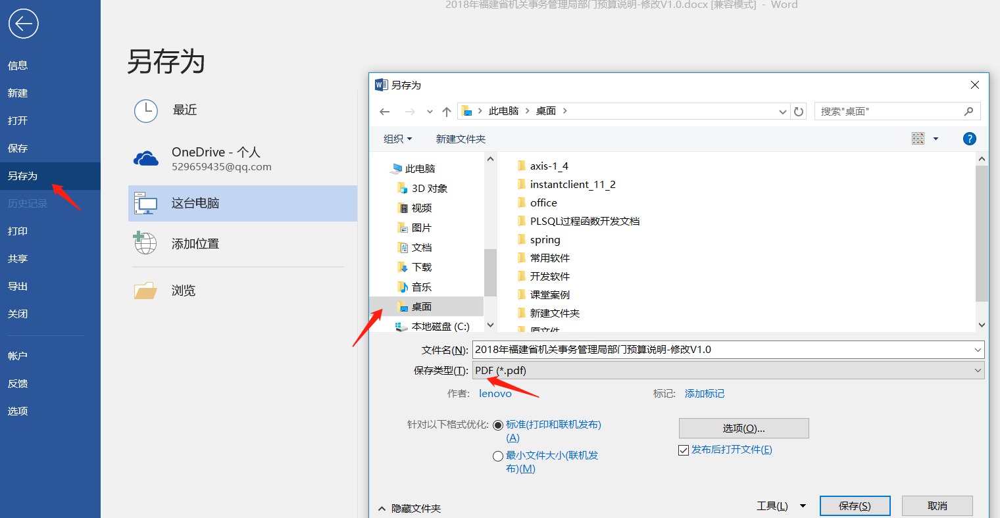 2018年福建省机关事务管理局部门预算说明-修改V1.0.docx [兼容模式] - Word
信息
新建
打开
保存
另存为
历史记录
打印
共享
导出
关闭
帐户
反馈
选项
另存为
最近
OneDrive - 个人
529659435@qq.com
这台电脑
添加位置
浏览
另存为
此电脑
桌面
搜索"桌面"
组织
新建文件夹
此电脑
3D 对象
视频
图片
文档
下载
音乐
桌面
本地磁盘 (C:)
axis-1_4
instantclient_11_2
office
PLSQL过程函数开发文档
spring
常用软件
开发软件
课堂案例
新建文件夹
原文件
文件名(N): 2018年福建省机关事务管理局部门预算说明-修改V1.0
保存类型(T): PDF (*.pdf)
作者: lenovo
标记: 添加标记
针对以下格式优化: 标准(打印和联机发布)
(A)
最小文件大小(联机发
布)(M)
选项(O)...
发布后打开文件(E)
隐藏文件夹
工具(L)
保存(S)
取消